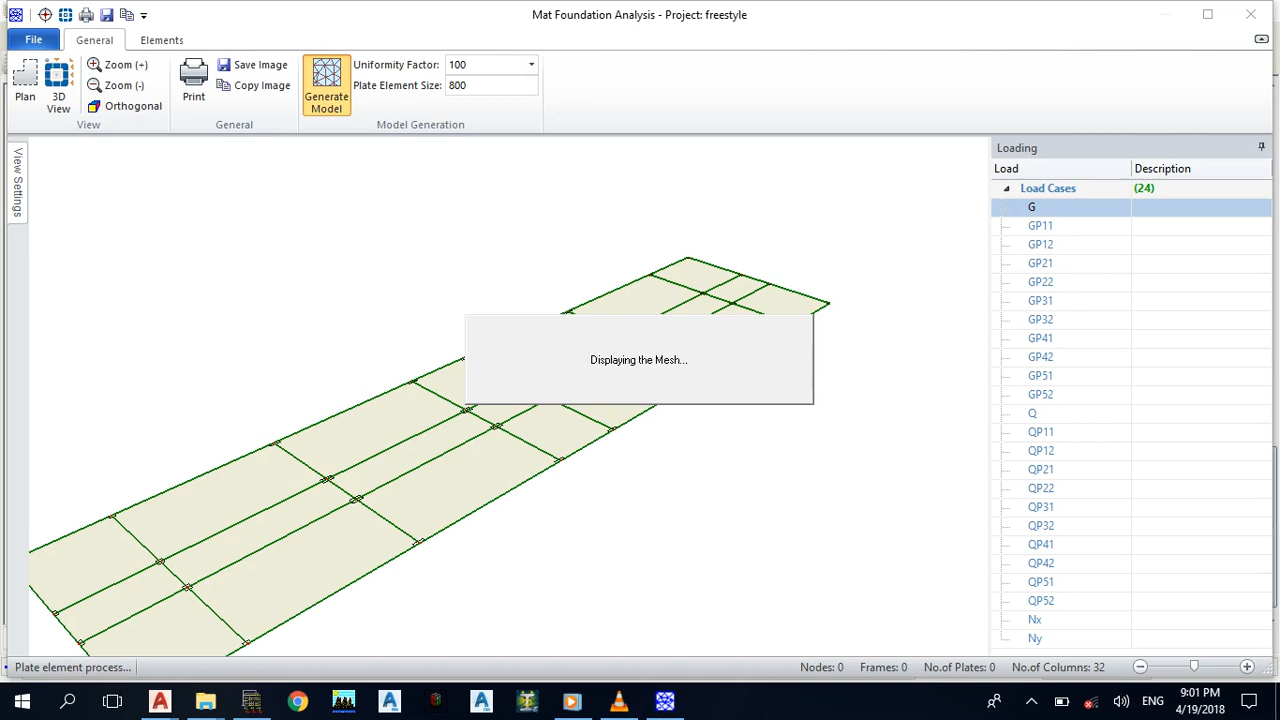 Mat Foundation Analysis - Project: freestyle
File
General
Elements
Plan
3D
View
Zoom (+)
Zoom (-)
Orthogonal
View
Print
Save Image
Copy Image
General
Generate
Model
Uniformity Factor: 100
Plate Element Size: 800
Model Generation
View Settings
Displaying the Mesh...
Loading
Load Description
Load Cases (24)
G
GP11
GP12
GP21
GP22
GP31
GP32
GP41
GP42
GP51
GP52
Q
QP11
QP12
QP21
QP22
QP31
QP32
QP41
QP42
QP51
QP52
Nx
Ny
Plate element process...
Nodes: 0 Frames: 0 No.of Plates: 0 No.of Columns: 32
ENG
9:01 PM
4/19/2018